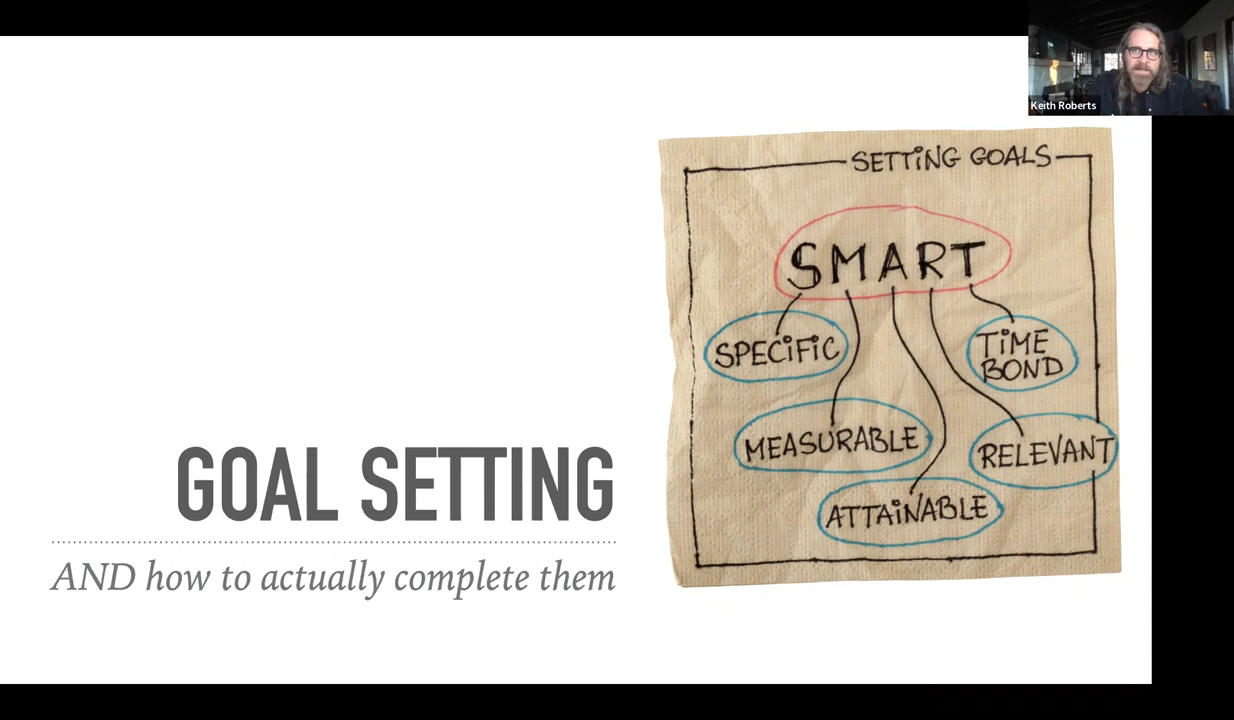 Keith Roberts
GOAL SETTING
AND how to actually complete them
SETTiNG GOALS
SMART
SPECiFiC
TiME
BOND
MEASURABLE
RELEVANT
ATTAiNABLE